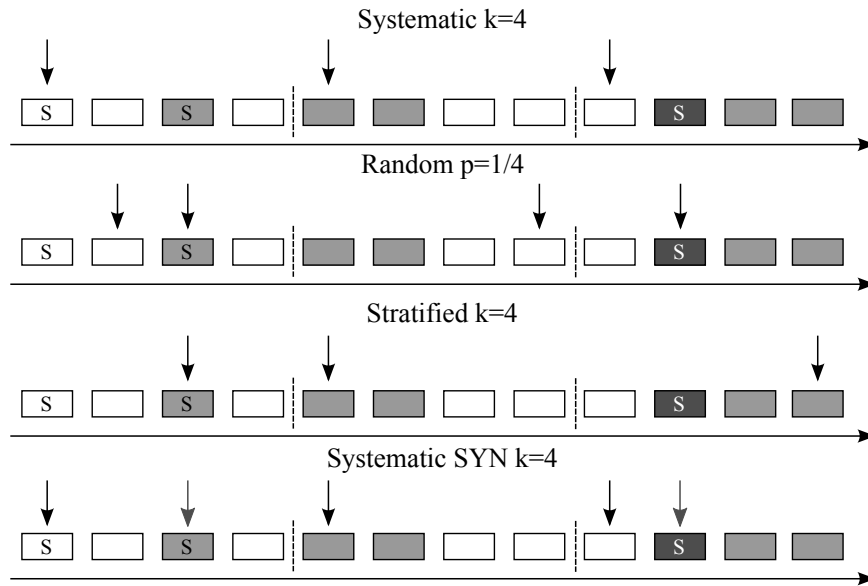 Systematic k=4
S S S
Random p=1/4
S S S
Stratified k=4
S S S
Systematic SYN k=4
S S S